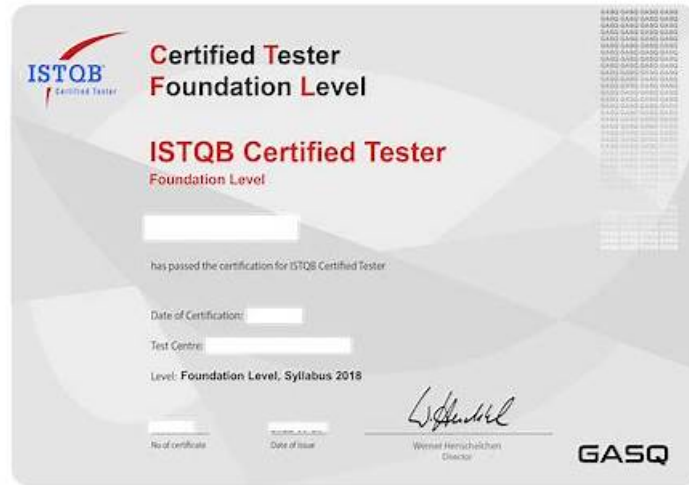 ISTQB
Certified Tester
Certified Tester
Foundation Level
ISTQB Certified Tester
Foundation Level
has passed the certification for ISTQB Certified Tester
Date of Certification:
Test Centre:
Level: Foundation Level, Syllabus 2018
No of certificate
Date of Issue
Werner Henschelchen
Director
GASQ